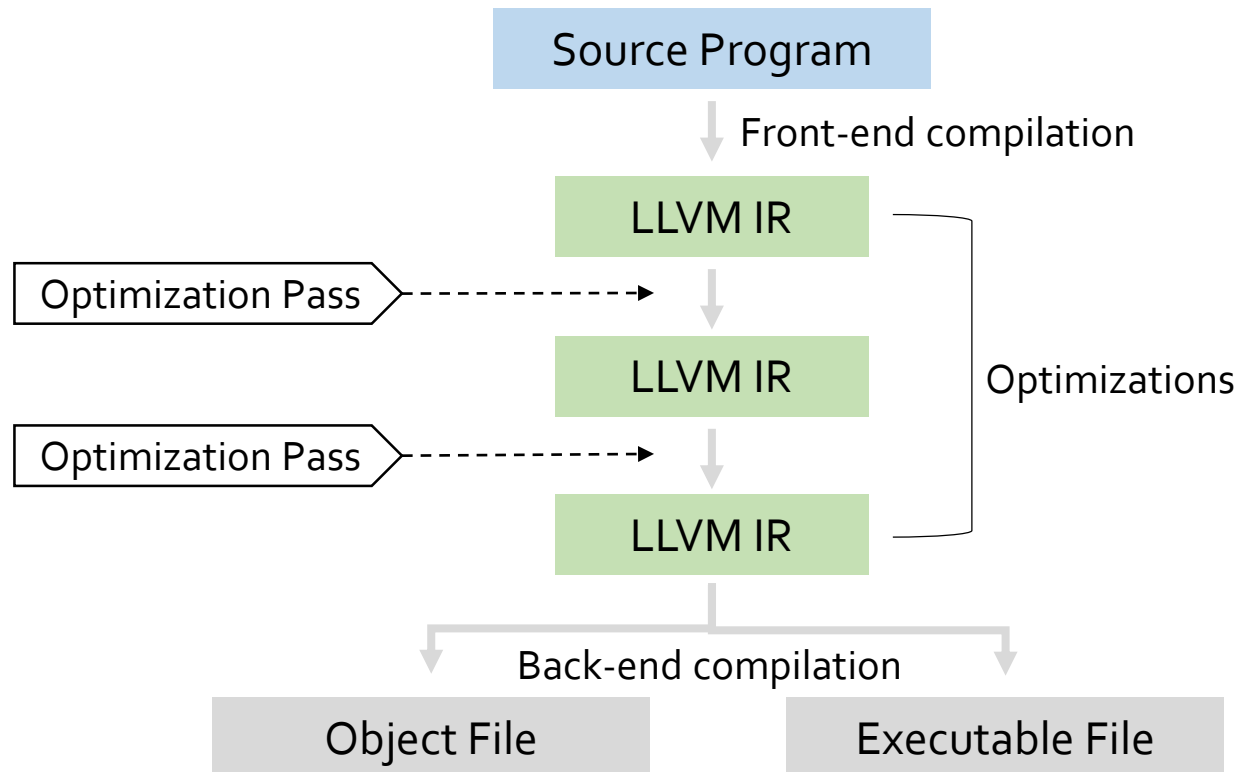 Source Program
Front-end compilation
LLVM IR
Optimization Pass
LLVM IR
Optimizations
Optimization Pass
LLVM IR
Back-end compilation
Object File
Executable File